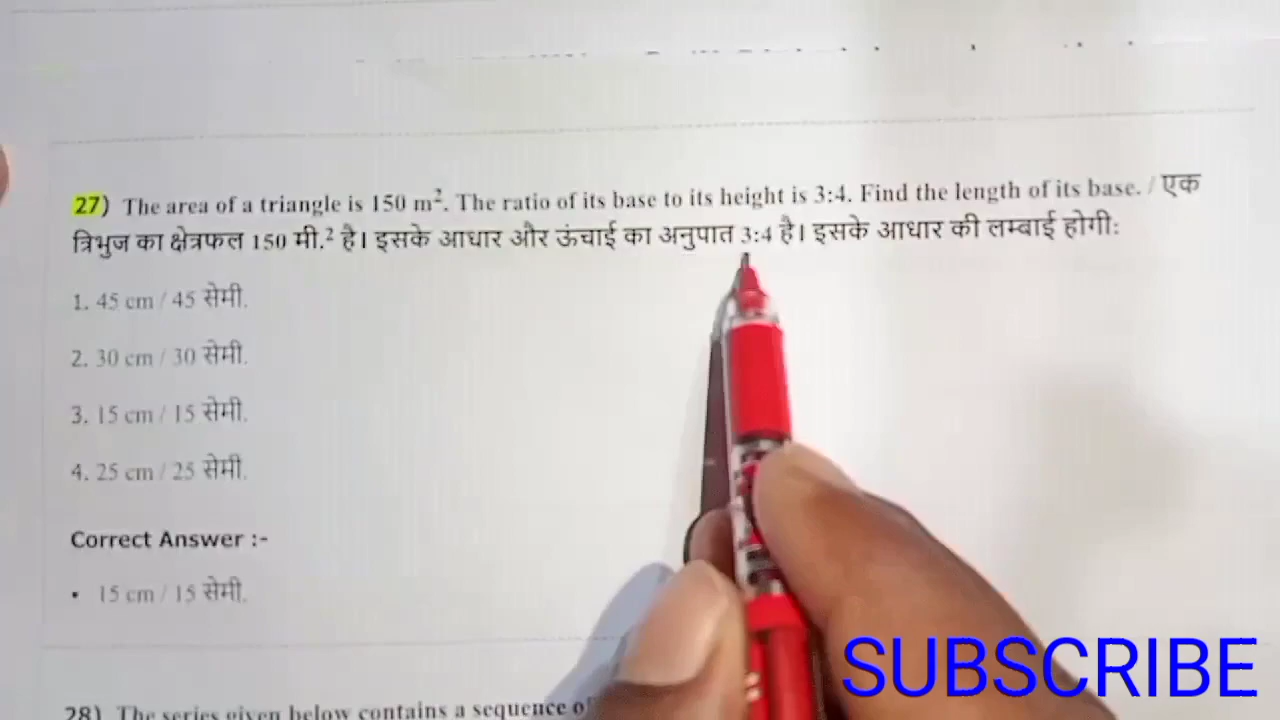 27) The area of a triangle is 150 m². The ratio of its base to its height is 3:4. Find the length of its base. / एक
त्रिभुज का क्षेत्रफल 150 मी.² है। इसके आधार और ऊंचाई का अनुपात 3:4 है। इसके आधार की लम्बाई होगी:
1. 45 cm / 45 सेमी.
2. 30 cm / 30 सेमी.
3. 15 cm / 15 सेमी.
4. 25 cm / 25 सेमी.
Correct Answer :-
• 15 cm / 15 सेमी.
SUBSCRIBE
28) The series given below contains a sequence of